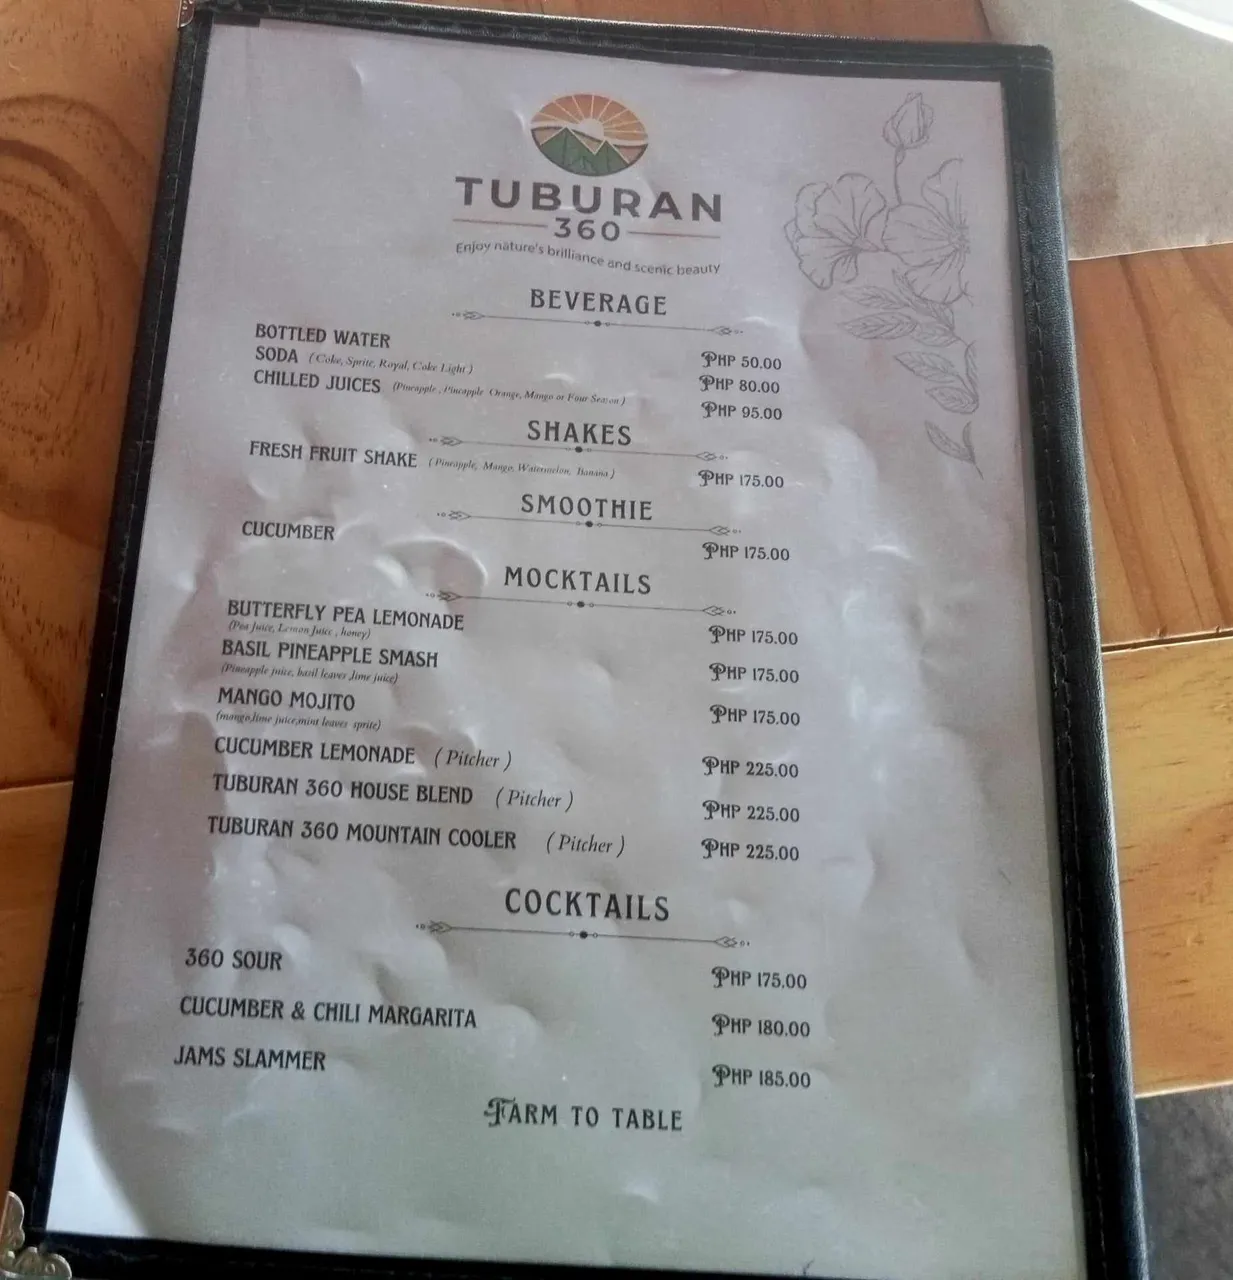 TUBURAN
360
Enjoy nature's brilliance and scenic beauty
BEVERAGE
BOTTLED WATER PHP 50.00
SODA (Coke, Sprite, Royal, Coke Light) PHP 80.00
CHILLED JUICES (Pineapple, Pineapple Orange, Mango or Four Season) PHP 95.00
SHAKES
FRESH FRUIT SHAKE (Pineapple, Mango, Watermelon, Banana) PHP 175.00
SMOOTHIE
CUCUMBER PHP 175.00
MOCKTAILS
BUTTERFLY PEA LEMONADE PHP 175.00
(Pea Juice, Lemon Juice, honey)
BASIL PINEAPPLE SMASH PHP 175.00
(Pineapple juice, basil leaves,lime juice)
MANGO MOJITO PHP 175.00
(mango,lime juice,mint leaves sprite)
CUCUMBER LEMONADE (Pitcher) PHP 225.00
TUBURAN 360 HOUSE BLEND (Pitcher) PHP 225.00
TUBURAN 360 MOUNTAIN COOLER (Pitcher) PHP 225.00
COCKTAILS
360 SOUR PHP 175.00
CUCUMBER & CHILI MARGARITA PHP 180.00
JAMS SLAMMER PHP 185.00
FARM TO TABLE